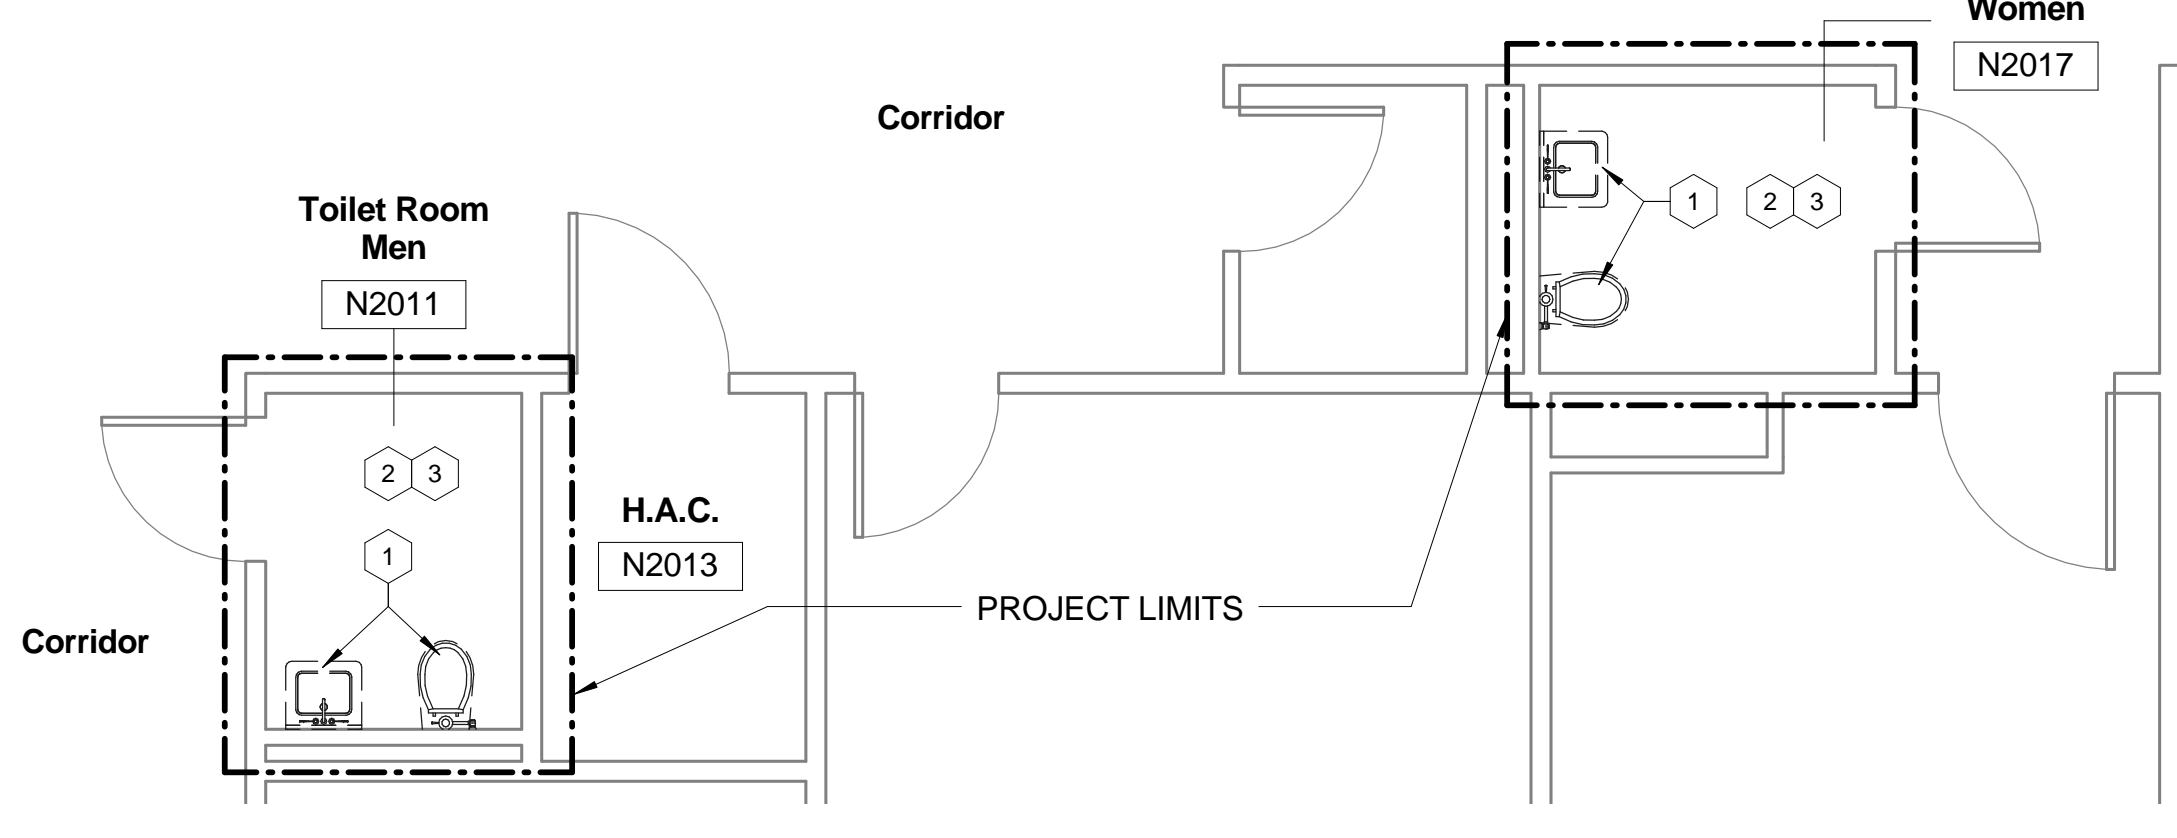 Women
N2017
Corridor
1
2
3
Toilet Room
Men
N2011
2
3
H.A.C.
N2013
1
PROJECT LIMITS
Corridor